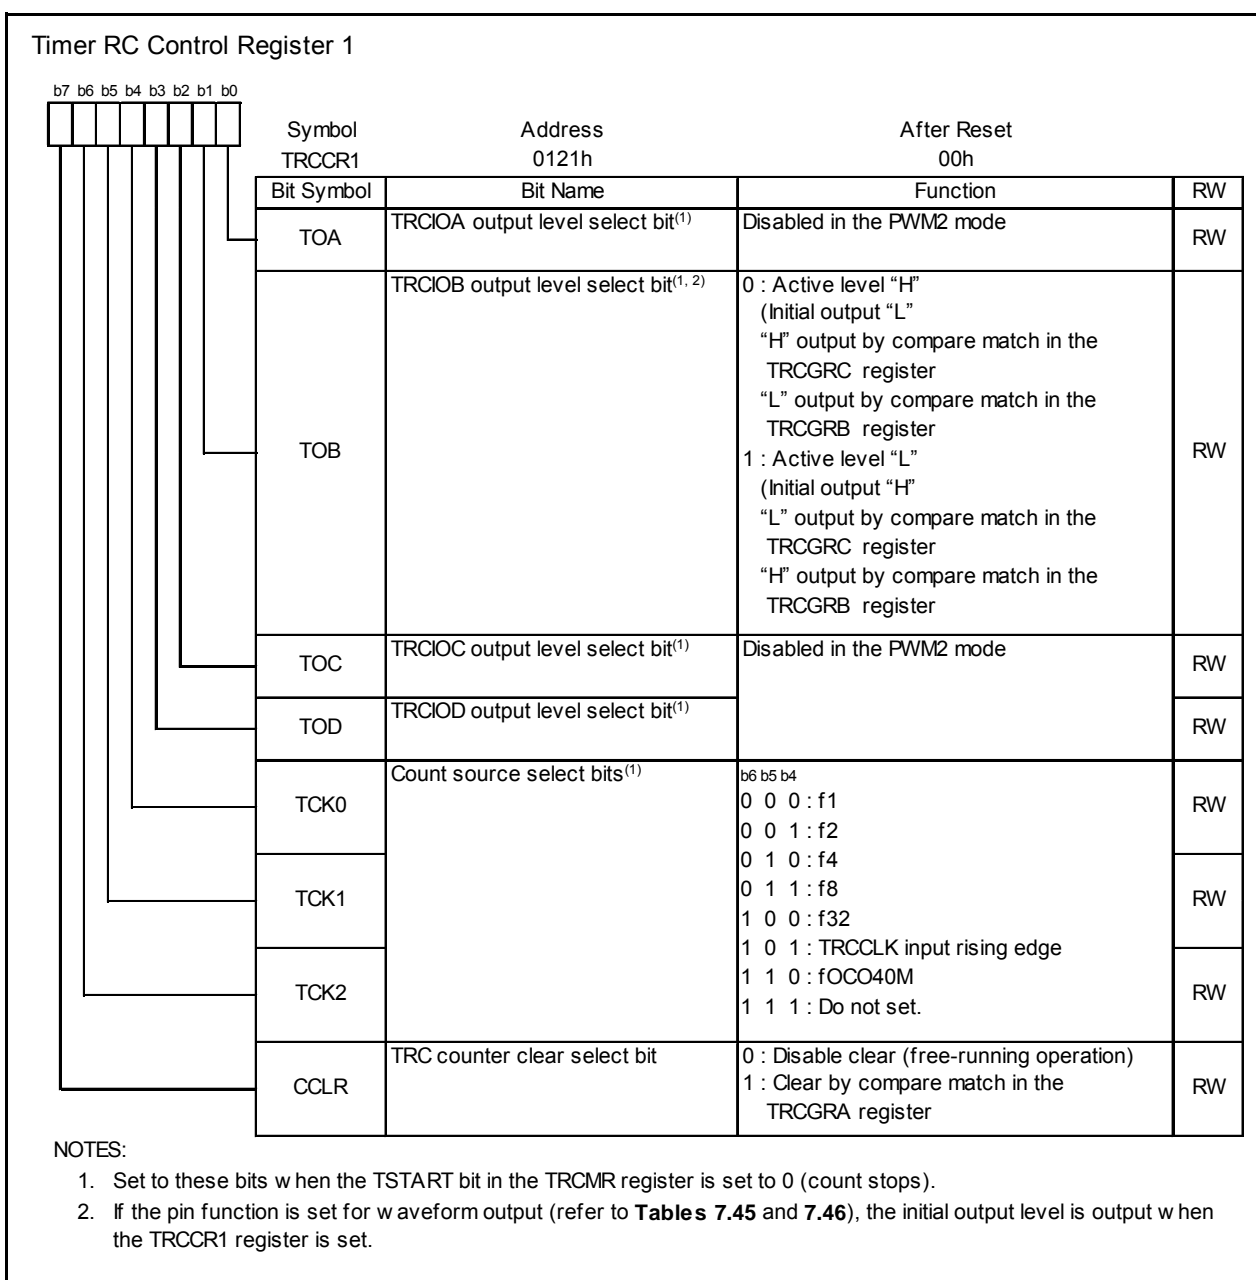 Timer RC Control Register 1
b7 b6 b5 b4 b3 b2 b1 b0
Symbol Address After Reset
TRCCR1 0121h 00h
Bit Symbol Bit Name Function RW
TOA TRCIOA output level select bit(1) Disabled in the PWM2 mode RW
TOB TRCIOB output level select bit(1, 2) 0 : Active level “H” RW
(Initial output “L”
“H” output by compare match in the
TRCGRC register
“L” output by compare match in the
TRCGRB register
1 : Active level “L”
(Initial output “H”
“L” output by compare match in the
TRCGRC register
“H” output by compare match in the
TRCGRB register
TOC TRCIOC output level select bit(1) Disabled in the PWM2 mode RW
TOD TRCIOD output level select bit(1) RW
TCK0 Count source select bits(1) b6 b5 b4 RW
0 0 0 : f1
0 0 1 : f2
0 1 0 : f4
TCK1 0 1 1 : f8 RW
1 0 0 : f32
1 0 1 : TRCCLK input rising edge
TCK2 1 1 0 : fOCO40M RW
1 1 1 : Do not set.
CCLR TRC counter clear select bit 0 : Disable clear (free-running operation) RW
1 : Clear by compare match in the
TRCGRA register
NOTES:
1. Set to these bits when the TSTART bit in the TRCMR register is set to 0 (count stops).
2. If the pin function is set for waveform output (refer to Tables 7.45 and 7.46), the initial output level is output when
the TRCCR1 register is set.